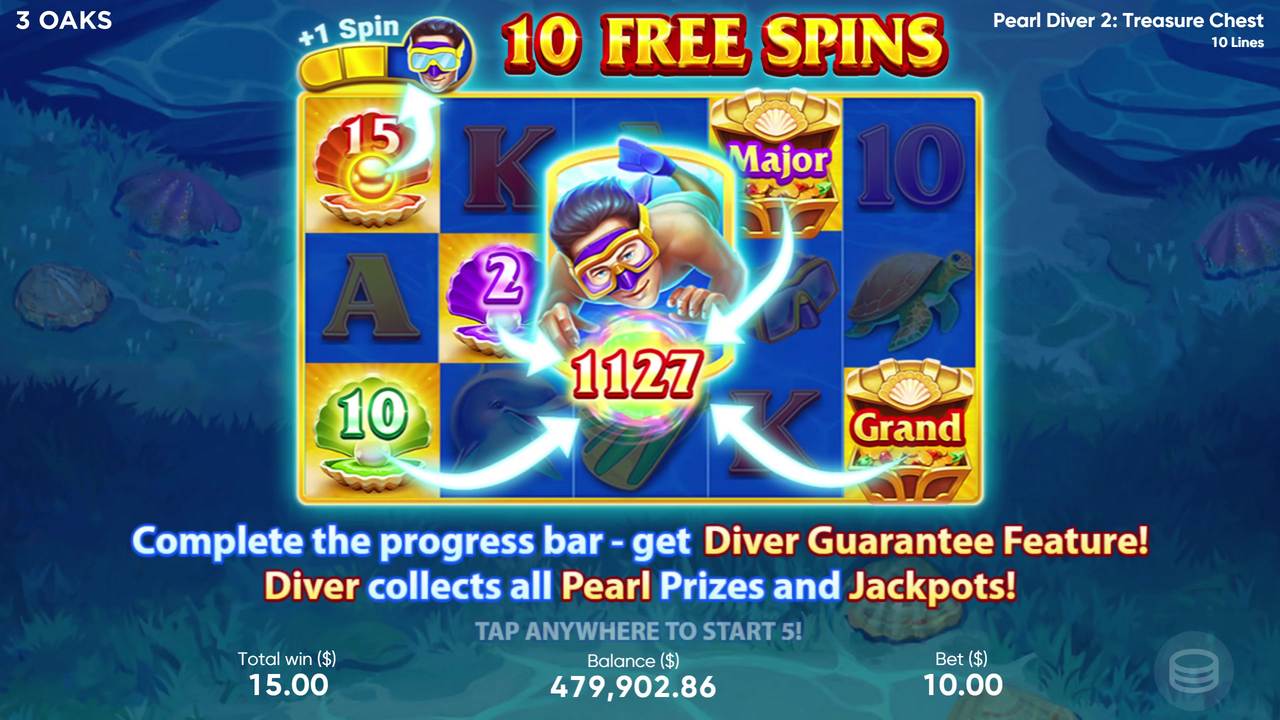 3 OAKS
Pearl Diver 2: Treasure Chest
10 Lines
+1 Spin
10 FREE SPINS
15
K
Major
10
A
2
1127
10
K
Grand
Complete the progress bar - get Diver Guarantee Feature!
Diver collects all Pearl Prizes and Jackpots!
TAP ANYWHERE TO START 5!
Total win ($)
15.00
Balance ($)
479,902.86
Bet ($)
10.00